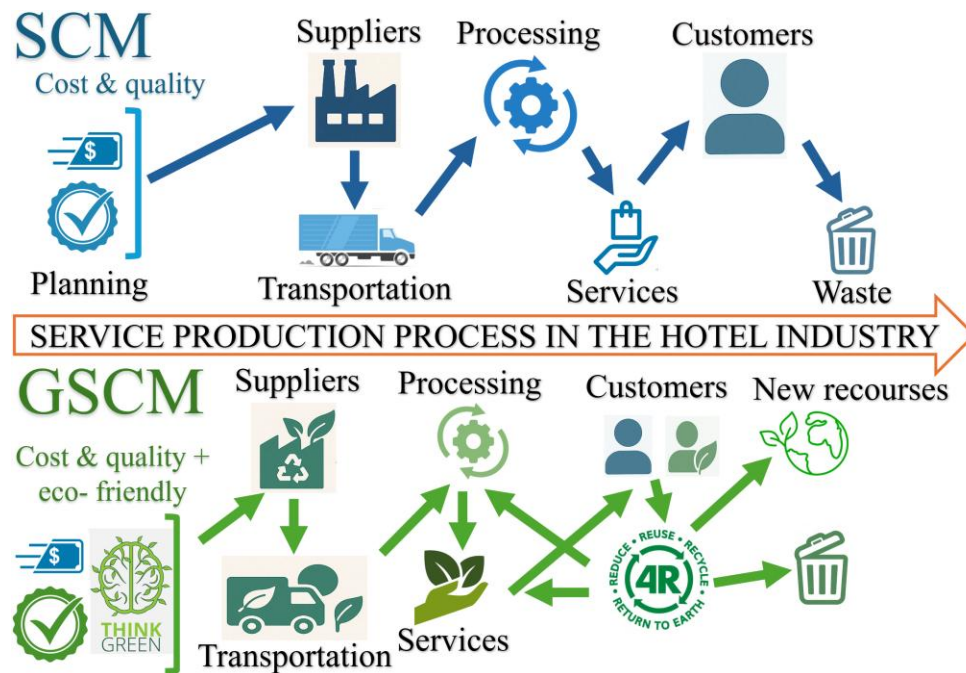 SCM
Cost & quality
$
Planning
Suppliers
Transportation
Processing
Services
Customers
Waste
SERVICE PRODUCTION PROCESS IN THE HOTEL INDUSTRY
GSCM
Cost & quality +
eco- friendly
$
THINK
GREEN
Suppliers
Transportation
Processing
Services
Customers
REDUCE • REUSE • RECYCLE • RETURN TO EARTH •
4R
New recourses